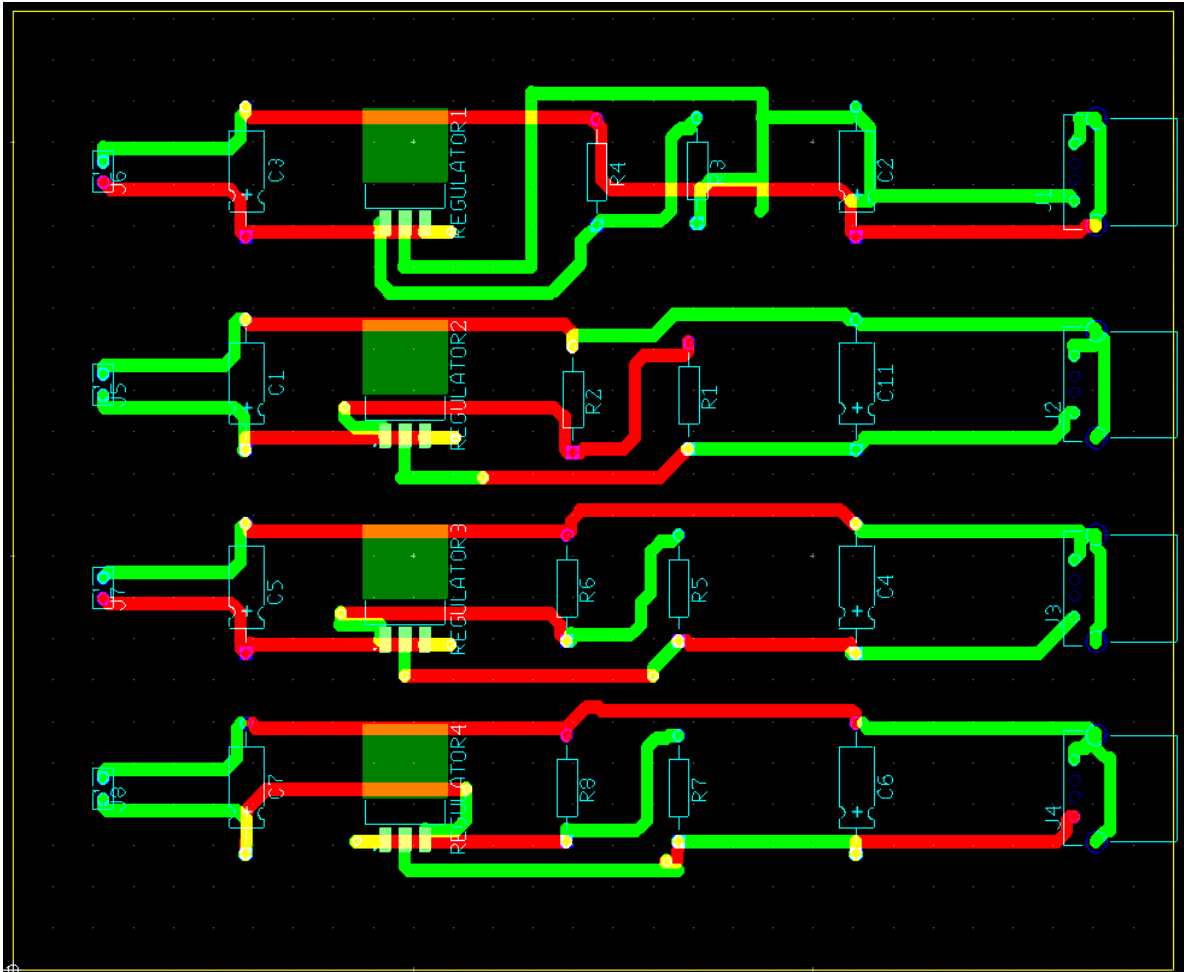 J6
C3
REGULATOR1
R4
R3
C2
J1
J5
C1
REGULATOR2
R2
R1
C11
J2
J7
C5
REGULATOR3
R6
R5
C4
J3
J8
C7
REGULATOR4
R8
R7
C6
J4